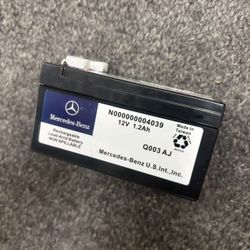 Mercedes-Benz
Rechargeable
Lead-Acid Battery
NON SPILLABLE
N000000004039
12V 1.2Ah
Made in
Taiwan
Q003 AJ
Mercedes-Benz U.S.Int.,Inc.